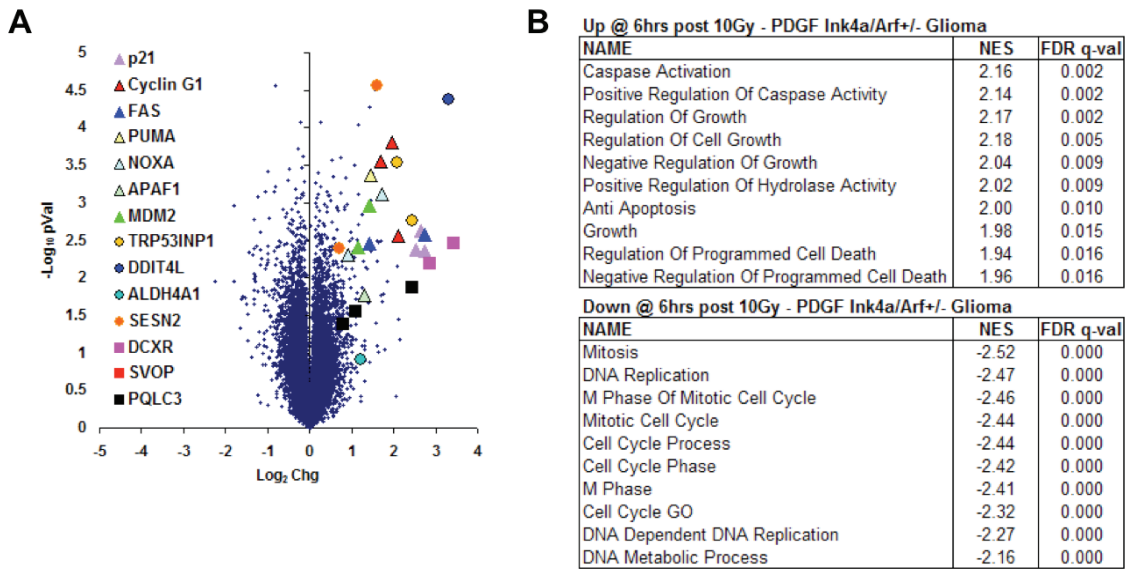 A
5
4.5
4
3.5
3
2.5
2
1.5
1
0.5
0
-Log10 pVal
p21
Cyclin G1
FAS
PUMA
NOXA
APAF1
MDM2
TRP53INP1
DDIT4L
ALDH4A1
SESN2
DCXR
SVOP
PQLC3
-5 -4 -3 -2 -1 0 1 2 3 4
Log2 Chg
B
Up @ 6hrs post 10Gy - PDGF Ink4a/Arf+/- Glioma
NAME NES FDR q-val
Caspase Activation 2.16 0.002
Positive Regulation Of Caspase Activity 2.14 0.002
Regulation Of Growth 2.17 0.002
Regulation Of Cell Growth 2.18 0.005
Negative Regulation Of Growth 2.04 0.009
Positive Regulation Of Hydrolase Activity 2.02 0.009
Anti Apoptosis 2.00 0.010
Growth 1.98 0.015
Regulation Of Programmed Cell Death 1.94 0.016
Negative Regulation Of Programmed Cell Death 1.96 0.016
Down @ 6hrs post 10Gy - PDGF Ink4a/Arf+/- Glioma
NAME NES FDR q-val
Mitosis -2.52 0.000
DNA Replication -2.47 0.000
M Phase Of Mitotic Cell Cycle -2.46 0.000
Mitotic Cell Cycle -2.44 0.000
Cell Cycle Process -2.44 0.000
Cell Cycle Phase -2.42 0.000
M Phase -2.41 0.000
Cell Cycle GO -2.32 0.000
DNA Dependent DNA Replication -2.27 0.000
DNA Metabolic Process -2.16 0.000